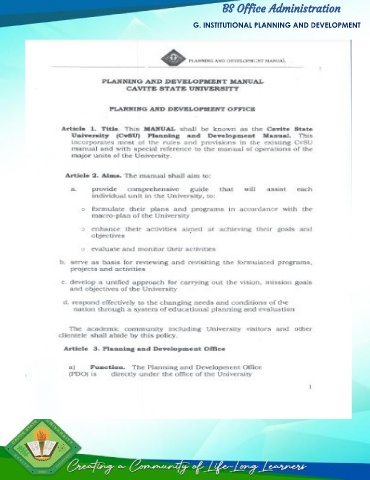 BS Office Administration
G. INSTITUTIONAL PLANNING AND DEVELOPMENT
PLANNING AND DEVELOPMENT MANUAL
PLANNING AND DEVELOPMENT MANUAL
CAVITE STATE UNIVERSITY
PLANNING AND DEVELOPMENT OFFICE
Article 1. Title. This MANUAL shall be known as the Cavite State
University (CvSU) Planning and Development Manual. This
incorporates most of the rules and provisions in the existing CvSU
manual and with special reference to the manual of operations of the
major units of the University.
Article 2. Aims. The manual shall aim to:
a. provide comprehensive guide that will assist each
individual unit in the University, to:
o formulate their plans and programs in accordance with the
macro-plan of the University
o enhance their activities aimed at achieving their goals and
objectives
o evaluate and monitor their activities
b. serve as basis for reviewing and revisiting the formulated programs,
projects and activities
c. develop a unified approach for carrying out the vision, mission goals
and objectives of the University
d. respond effectively to the changing needs and conditions of the
nation through a system of educational planning and evaluation
The academic community including University visitors and other
clientele shall abide by this policy.
Article 3. Planning and Development Office
a) Function. The Planning and Development Office
(PDO) is directly under the office of the University
1
Creating a Community of Life-Long Learners